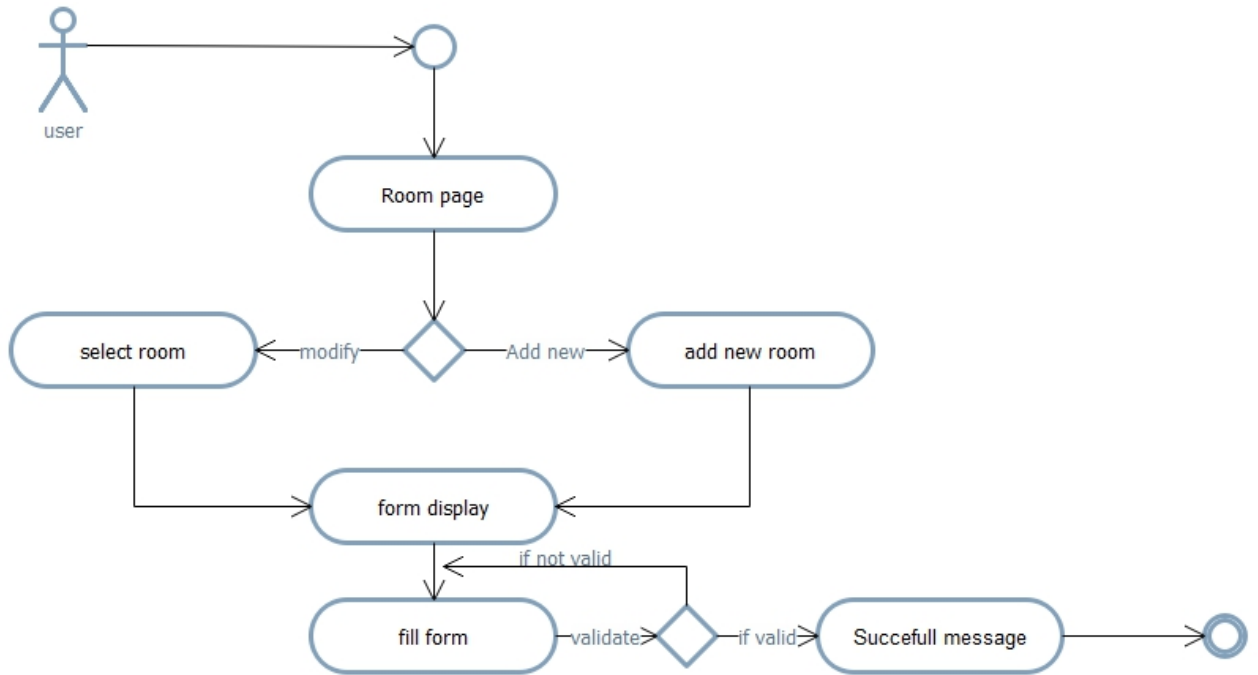 user
Room page
select room
modify
Add new
add new room
form display
if not valid
fill form
validate
if valid
Succefull message